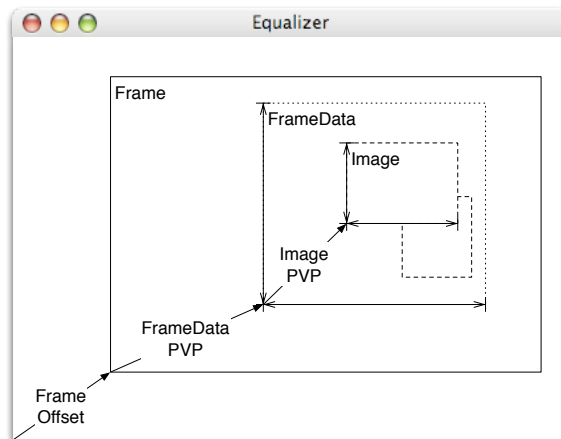 Equalizer
Frame
FrameData
Image
Image
PVP
FrameData
PVP
Frame
Offset